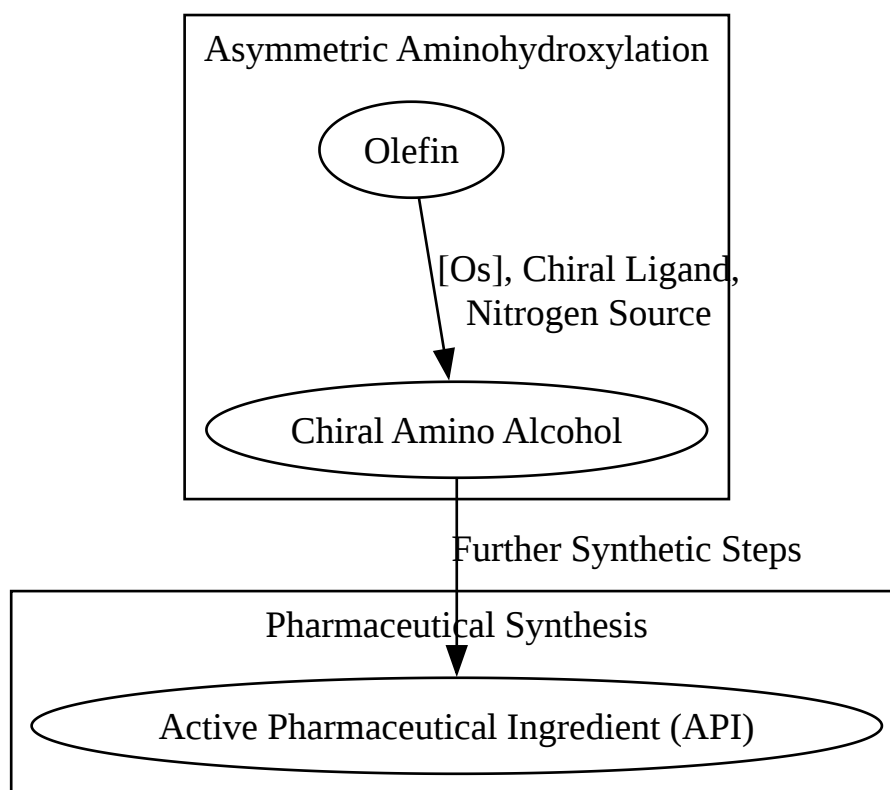 Asymmetric Aminohydroxylation
Olefin
[Os], Chiral Ligand,
Nitrogen Source
Chiral Amino Alcohol
Further Synthetic Steps
Pharmaceutical Synthesis
Active Pharmaceutical Ingredient (API)